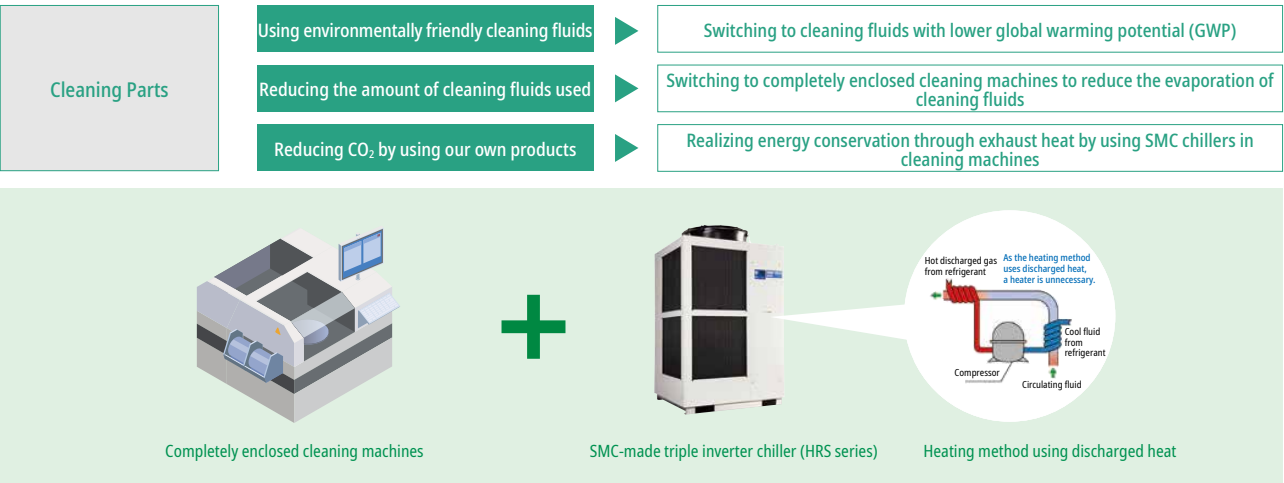 Cleaning Parts
Using environmentally friendly cleaning fluids
Switching to cleaning fluids with lower global warming potential (GWP)
Reducing the amount of cleaning fluids used
Switching to completely enclosed cleaning machines to reduce the evaporation of
cleaning fluids
Reducing CO₂ by using our own products
Realizing energy conservation through exhaust heat by using SMC chillers in
cleaning machines
Hot discharged gas
from refrigerant
As the heating method
uses discharged heat,
a heater is unnecessary.
Cool fluid
from
refrigerant
Compressor
Circulating fluid
Completely enclosed cleaning machines
SMC-made triple inverter chiller (HRS series)
Heating method using discharged heat